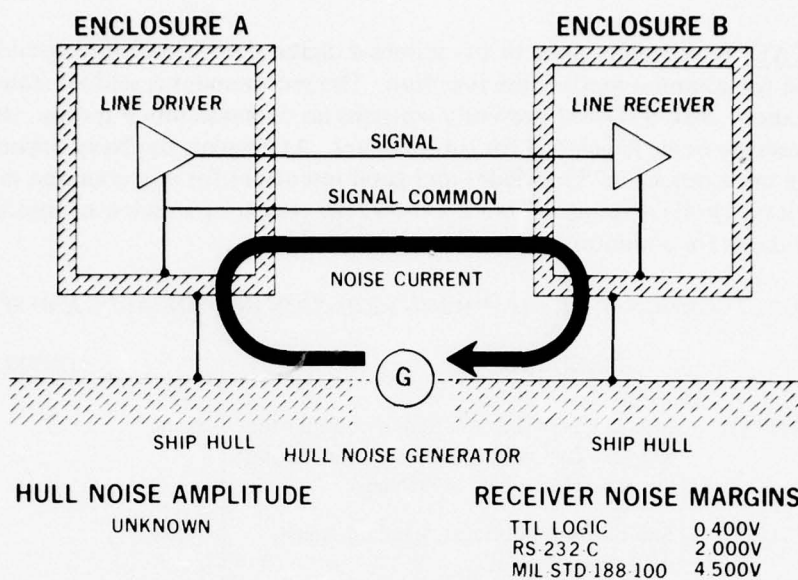 ENCLOSURE A
ENCLOSURE B
LINE DRIVER
LINE RECEIVER
SIGNAL
SIGNAL COMMON
NOISE CURRENT
G
SHIP HULL
HULL NOISE GENERATOR
SHIP HULL
HULL NOISE AMPLITUDE
UNKNOWN
RECEIVER NOISE MARGINS
TTL LOGIC 0.400V
RS-232-C 2.000V
MIL-STD-188-100 4.500V